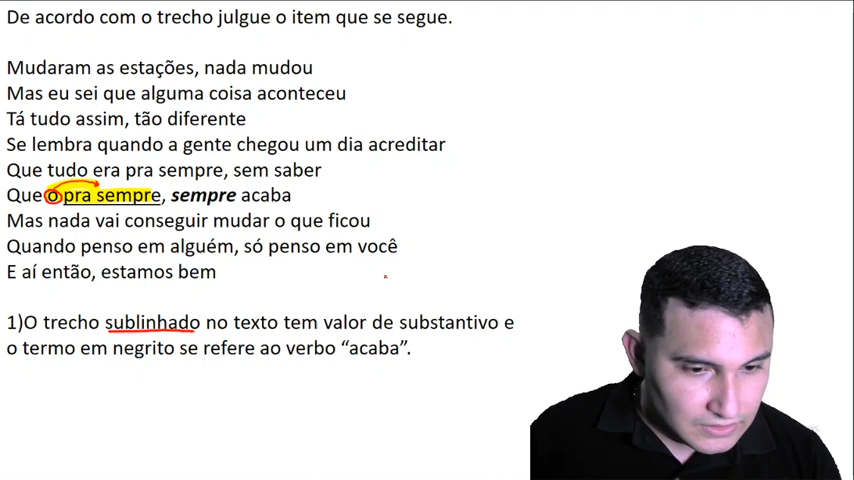 De acordo com o trecho julgue o item que se segue.
Mudaram as estações, nada mudou
Mas eu sei que alguma coisa aconteceu
Tá tudo assim, tão diferente
Se lembra quando a gente chegou um dia acreditar
Que tudo era pra sempre, sem saber
Que o pra sempre, sempre acaba
Mas nada vai conseguir mudar o que ficou
Quando penso em alguém, só penso em você
E aí então, estamos bem
1)O trecho sublinhado no texto tem valor de substantivo e
o termo em negrito se refere ao verbo “acaba”.